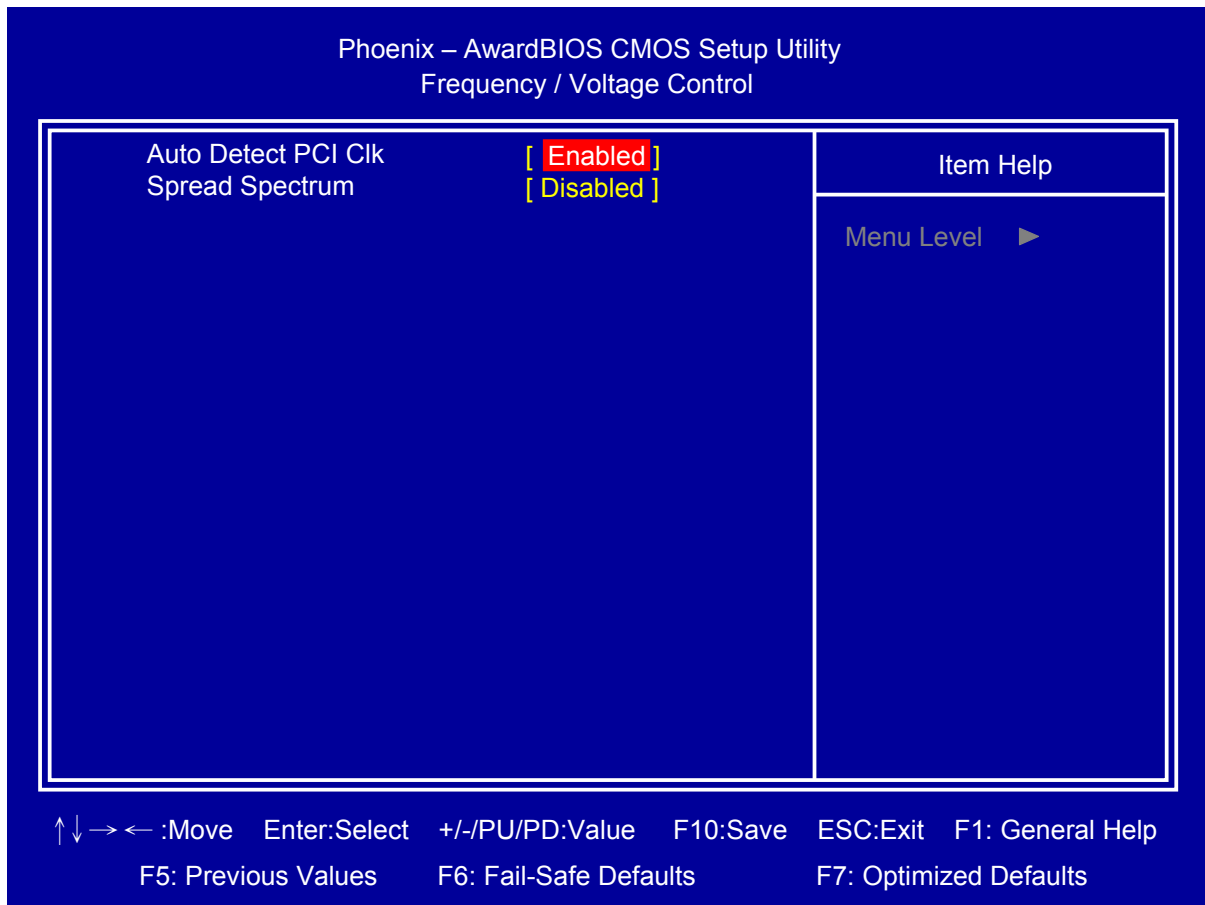 Phoenix – AwardBIOS CMOS Setup Utility
Frequency / Voltage Control
Auto Detect PCI Clk [ Enabled ]
Spread Spectrum [ Disabled ]
Item Help
Menu Level ►
↑↓→← :Move Enter:Select +/-/PU/PD:Value F10:Save ESC:Exit F1: General Help
F5: Previous Values F6: Fail-Safe Defaults F7: Optimized Defaults